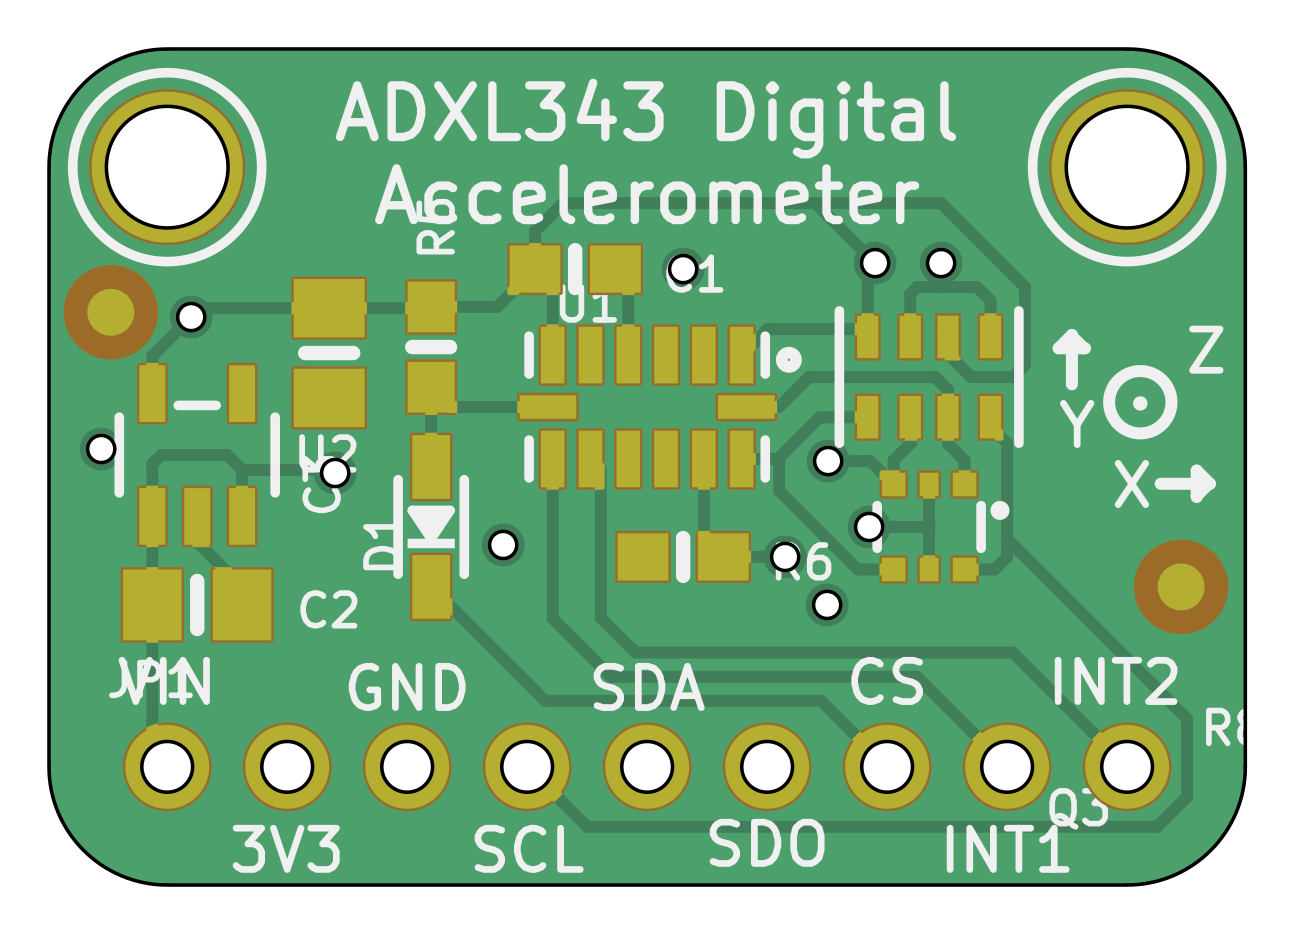 ADXL343 Digital
Accelerometer
R5
C1
U1
Z
Y
U2
X
D1
R6
C2
VIN
JP1
GND
SDA
CS
INT2
R8
Q3
3V3
SCL
SDO
INT1